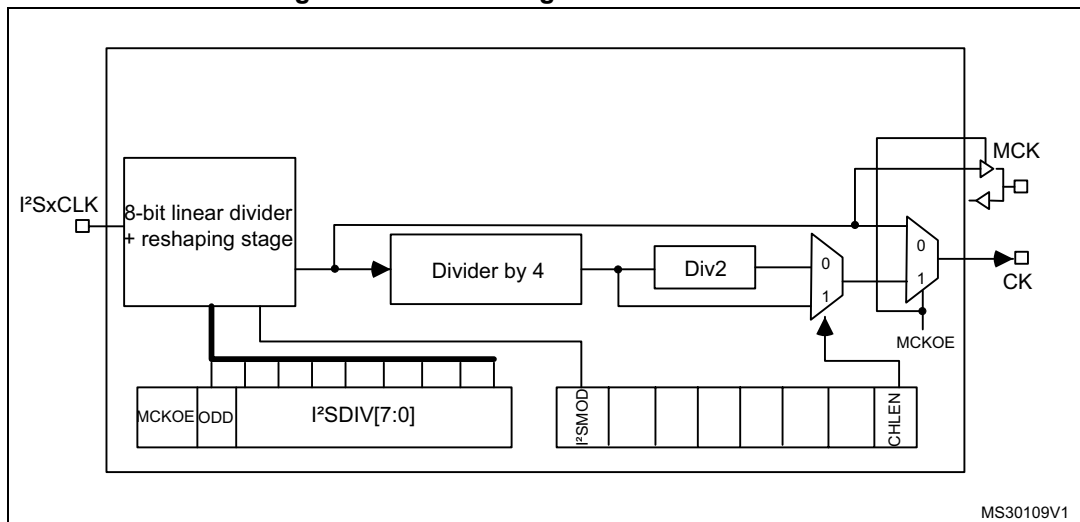 I²SxCLK
8-bit linear divider
+ reshaping stage
Divider by 4
Div2
0
1
0
1
MCK
CK
MCKOE
MCKOE
ODD
I²SDIV[7:0]
I²SMOD
CHLEN
MS30109V1